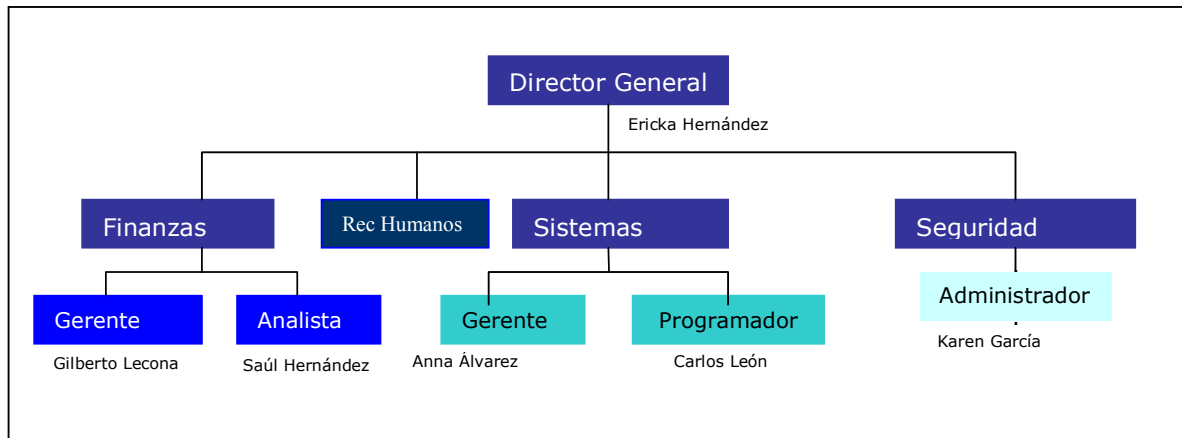 Director General
Ericka Hernández
Finanzas
Rec Humanos
Sistemas
Seguridad
Gerente
Analista
Gerente
Programador
Administrador
Gilberto Lecona
Saúl Hernández
Anna Álvarez
Carlos León
Karen García